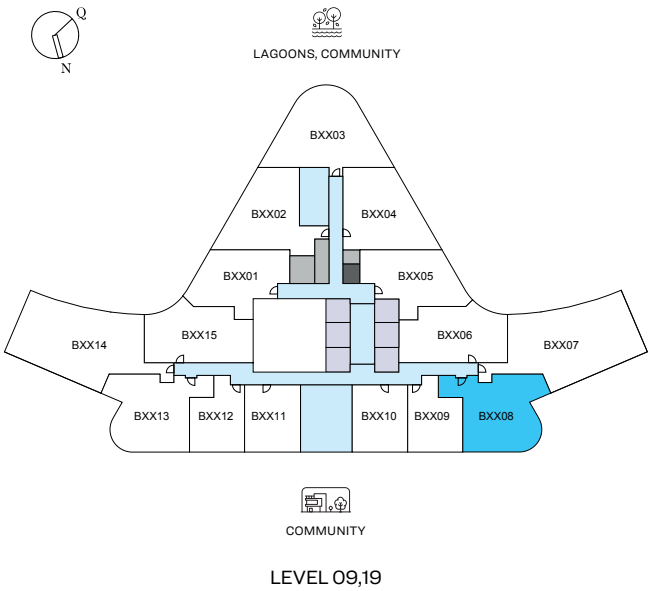 Q
N
LAGOONS, COMMUNITY
BXX03
BXX02
BXX04
BXX01
BXX05
BXX14
BXX15
BXX06
BXX07
BXX13
BXX12
BXX11
BXX10
BXX09
BXX08
COMMUNITY
LEVEL 09,19